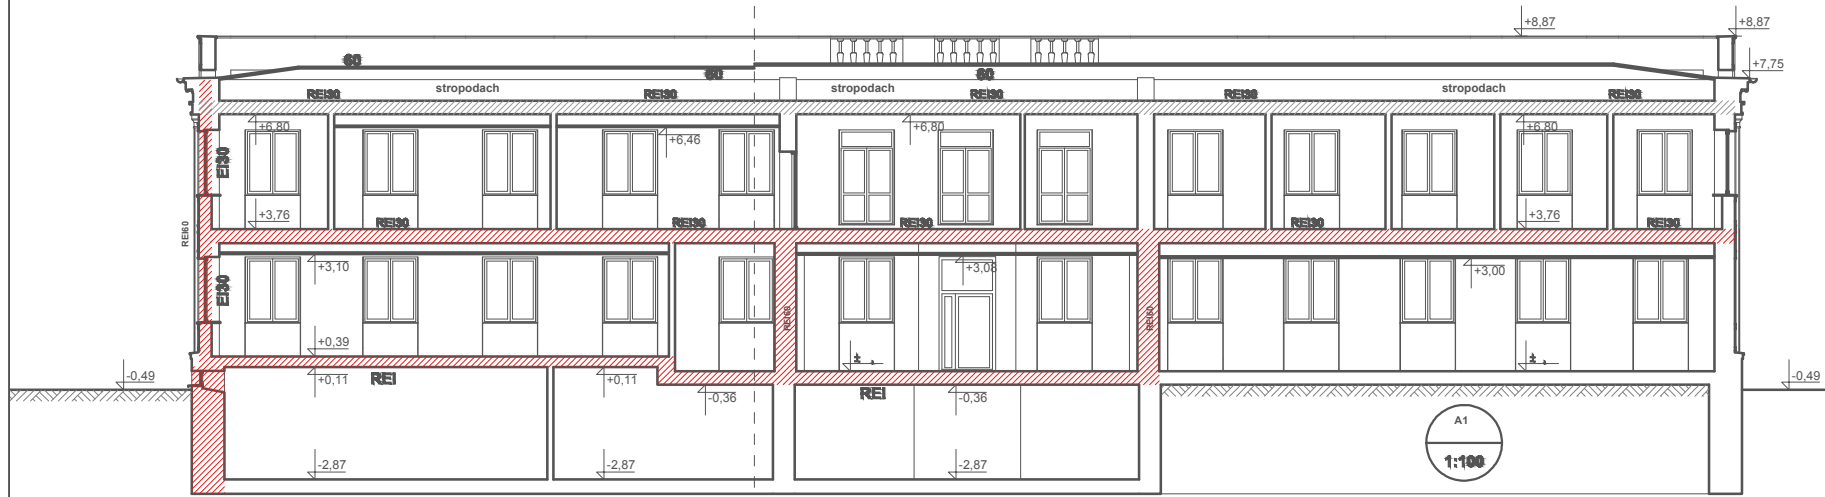 +8,87
+8,87
60
+7,75
60
60
REI30
stropodach
REI30
stropodach
REI30
REI30
stropodach
REI30
+6,80
+6,46
+6,80
+6,80
EI30
+3,76
REI30
REI30
REI30
+3,76
REI30
REI30
REI60
+3,10
+3,08
+3,00
EI30
REI60
REI60
+0,39
-0,49
+0,11
REI
+0,11
-0,36
REI
-0,36
-0,49
A1
1:100
-2,87
-2,87
-2,87